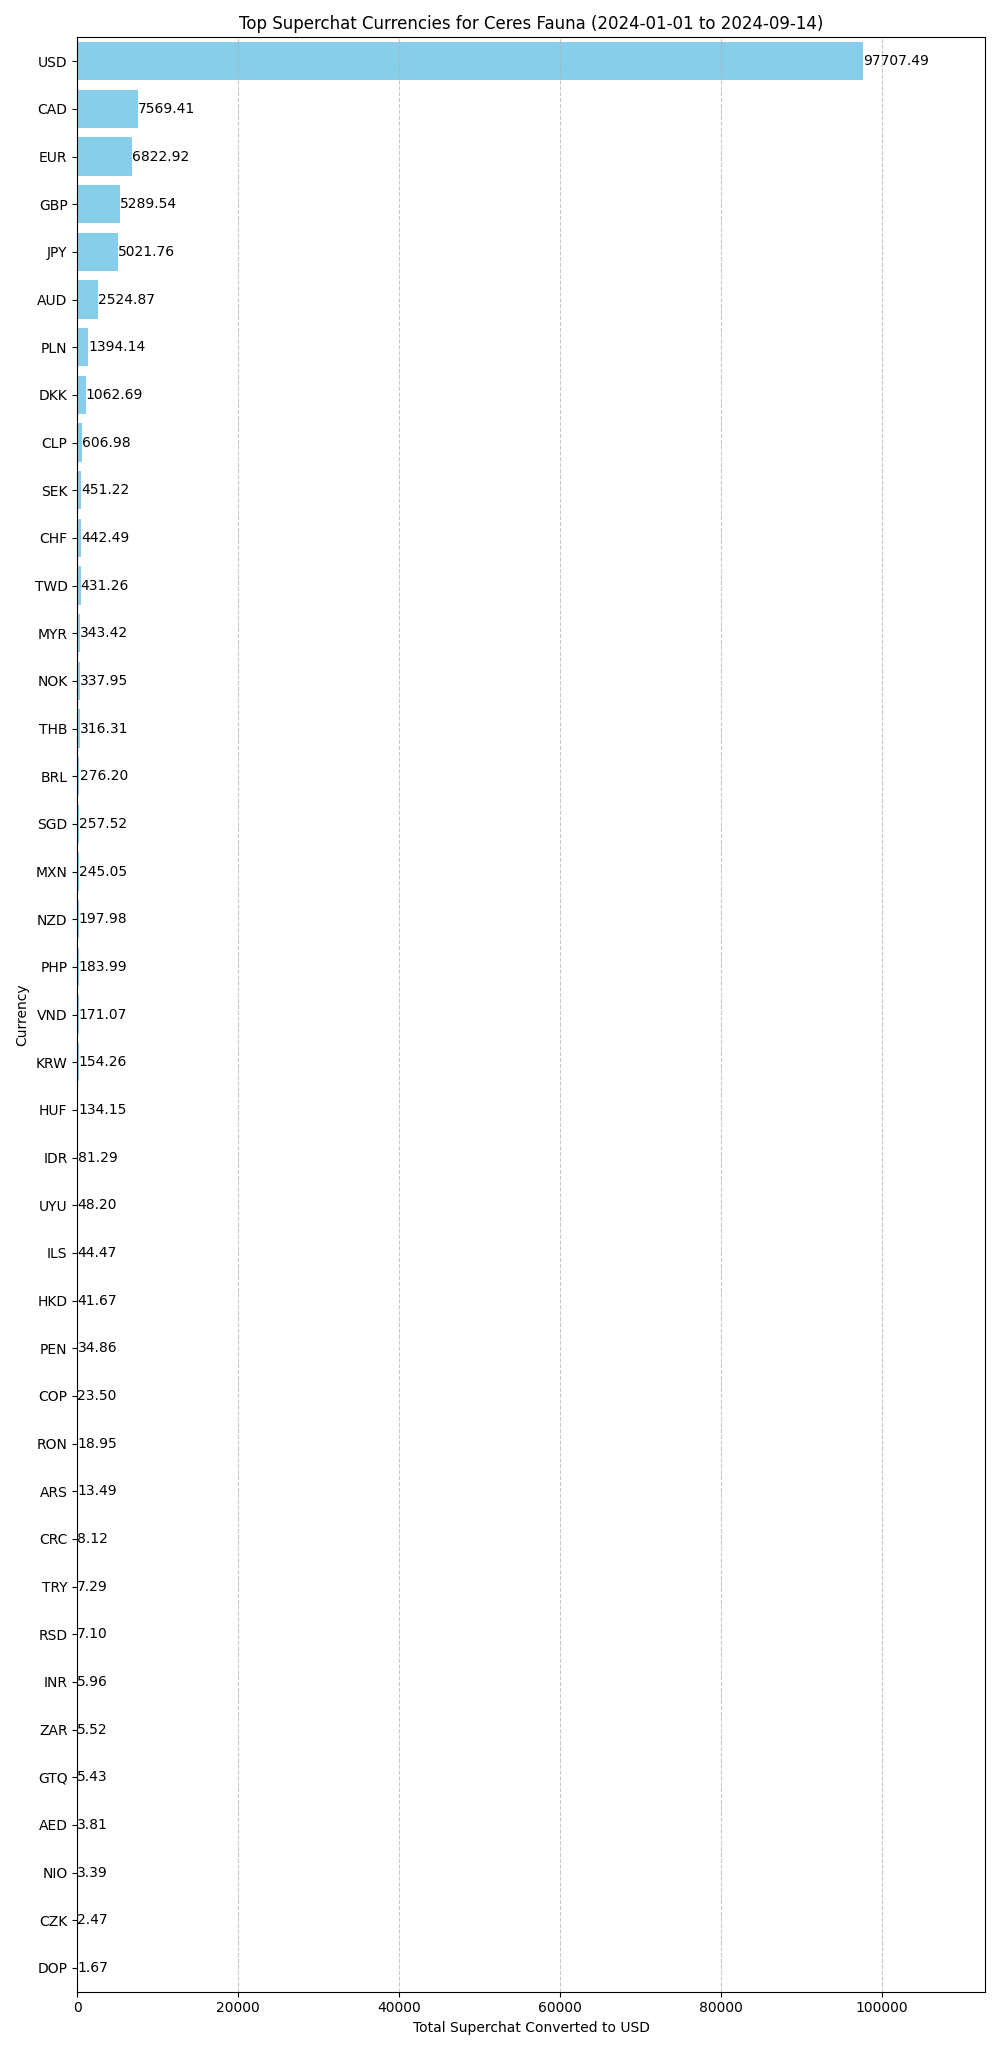 Top Superchat Currencies for Ceres Fauna (2024-01-01 to 2024-09-14)
USD 97707.49
CAD 7569.41
EUR 6822.92
GBP 5289.54
JPY 5021.76
AUD 2524.87
PLN 1394.14
DKK 1062.69
CLP 606.98
SEK 451.22
CHF 442.49
TWD 431.26
MYR 343.42
NOK 337.95
THB 316.31
BRL 276.20
SGD 257.52
MXN 245.05
NZD 197.98
PHP 183.99
VND 171.07
Currency
KRW 154.26
HUF 134.15
IDR 81.29
UYU 48.20
ILS 44.47
HKD 41.67
PEN 34.86
COP 23.50
RON 18.95
ARS 13.49
CRC 8.12
TRY 7.29
RSD 7.10
INR 5.96
ZAR 5.52
GTQ 5.43
AED 3.81
NIO 3.39
CZK 2.47
DOP 1.67
0 20000 40000 60000 80000 100000
Total Superchat Converted to USD